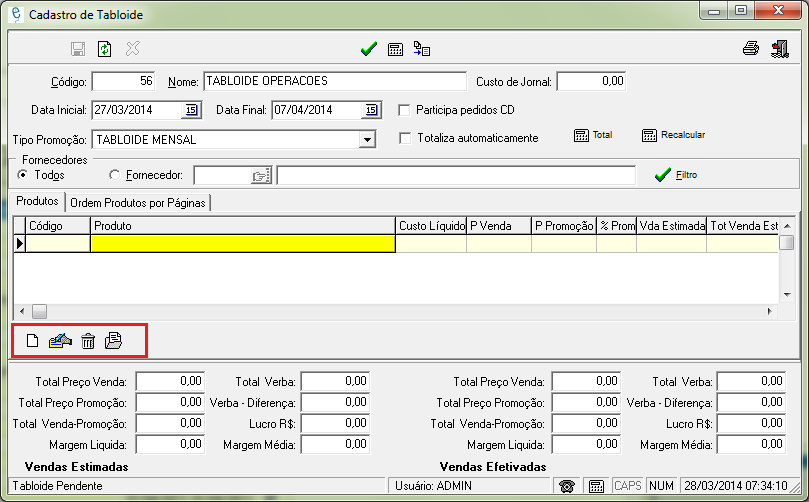 Cadastro de Tabloide
Código: 56 Nome: TABLOIDE OPERACOES Custo de Jornal: 0,00
Data Inicial: 27/03/2014 15 Data Final: 07/04/2014 15 Participa pedidos CD
Tipo Promoção: TABLOIDE MENSAL Totaliza automaticamente Total Recalcular
Fornecedores
Todos Fornecedor: Filtro
Produtos Ordem Produtos por Páginas
Código Produto Custo Líquido P Venda P Promoção % Prom Vda Estimada Tot Venda Est
Total Preço Venda: 0,00 Total Verba: 0,00 Total Preço Venda: 0,00 Total Verba: 0,00
Total Preço Promoção: 0,00 Verba - Diferença: 0,00 Total Preço Promoção: 0,00 Verba - Diferença: 0,00
Total Venda-Promoção: 0,00 Lucro R$: 0,00 Total Venda-Promoção: 0,00 Lucro R$: 0,00
Margem Liquida: 0,00 Margem Média: 0,00 Margem Liquida: 0,00 Margem Média: 0,00
Vendas Estimadas Vendas Efetivadas
Tabloide Pendente Usuário: ADMIN CAPS NUM 28/03/2014 07:34:10